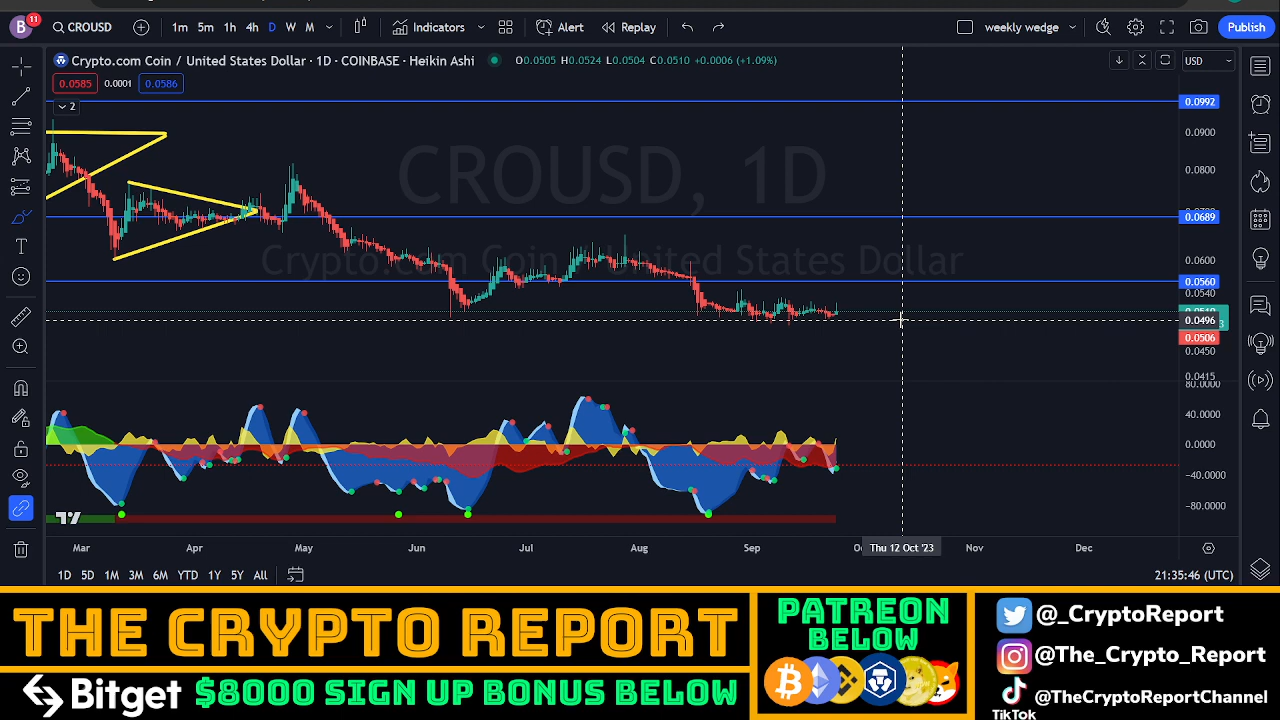 B
11
CRUSD
1m 5m 1h 4h D W M
Indicators
Alert
Replay
weekly wedge
Publish
Crypto.com Coin / United States Dollar · 1D · COINBASE · Heikin Ashi
O0.0505 H0.0524 L0.0504 C0.0510 +0.0006 (+1.09%)
USD
0.0585 0.0001 0.0586
2
CROUSD, 1D
Crypto.com Coin / United States Dollar
0.0992
0.0900
0.0800
0.0689
0.0600
0.0560
0.0540
0.0496
0.0506
0.0450
0.0415
80.0000
40.0000
0.0000
−40.0000
−80.0000
Mar Apr May Jun Jul Aug Sep Thu 12 Oct '23 Nov Dec
1D 5D 1M 3M 6M YTD 1Y 5Y All
21:35:46 (UTC)
THE CRYPTO REPORT
Bitget $8000 SIGN UP BONUS BELOW
PATREON
BELOW
@_CryptoReport
@The_Crypto_Report
@TheCryptoReportChannel
TikTok